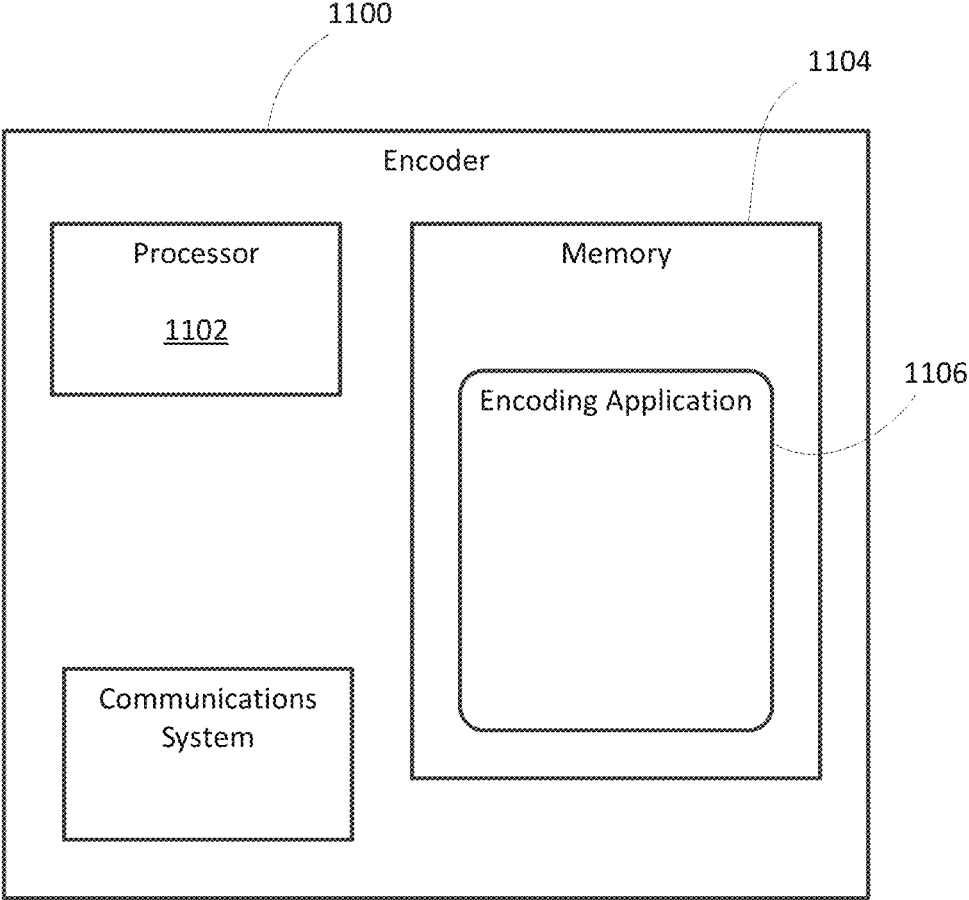 1100
1104
Encoder
Processor
1102
Memory
Encoding Application
1106
Communications
System